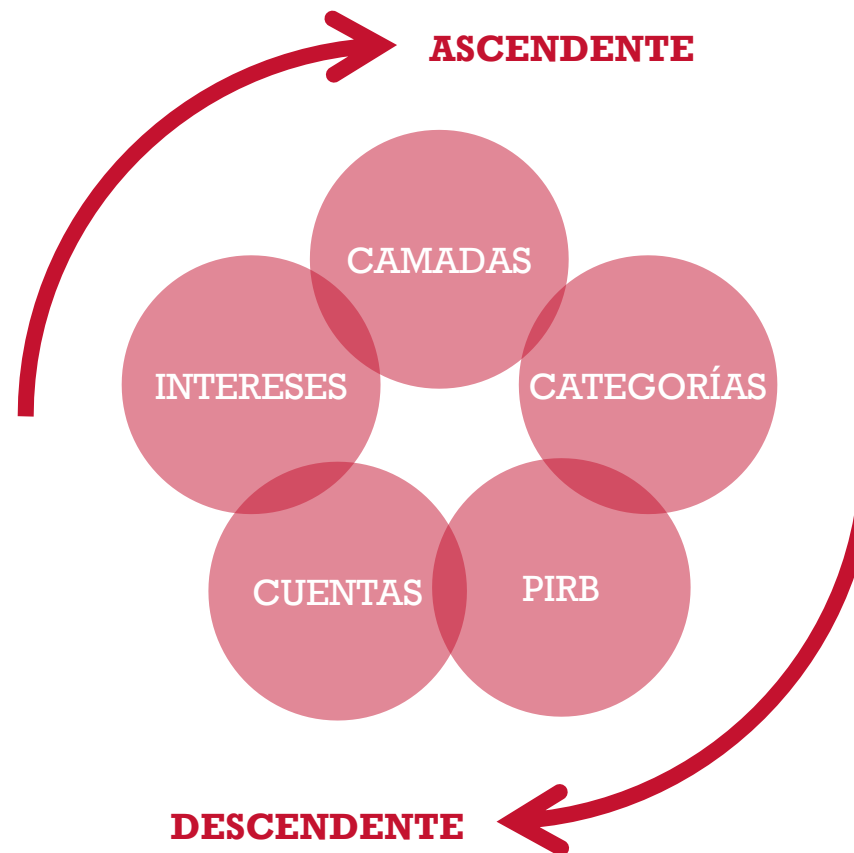 ASCENDENTE
CAMADAS
INTERESES
CATEGORÍAS
CUENTAS
PIRB
DESCENDENTE